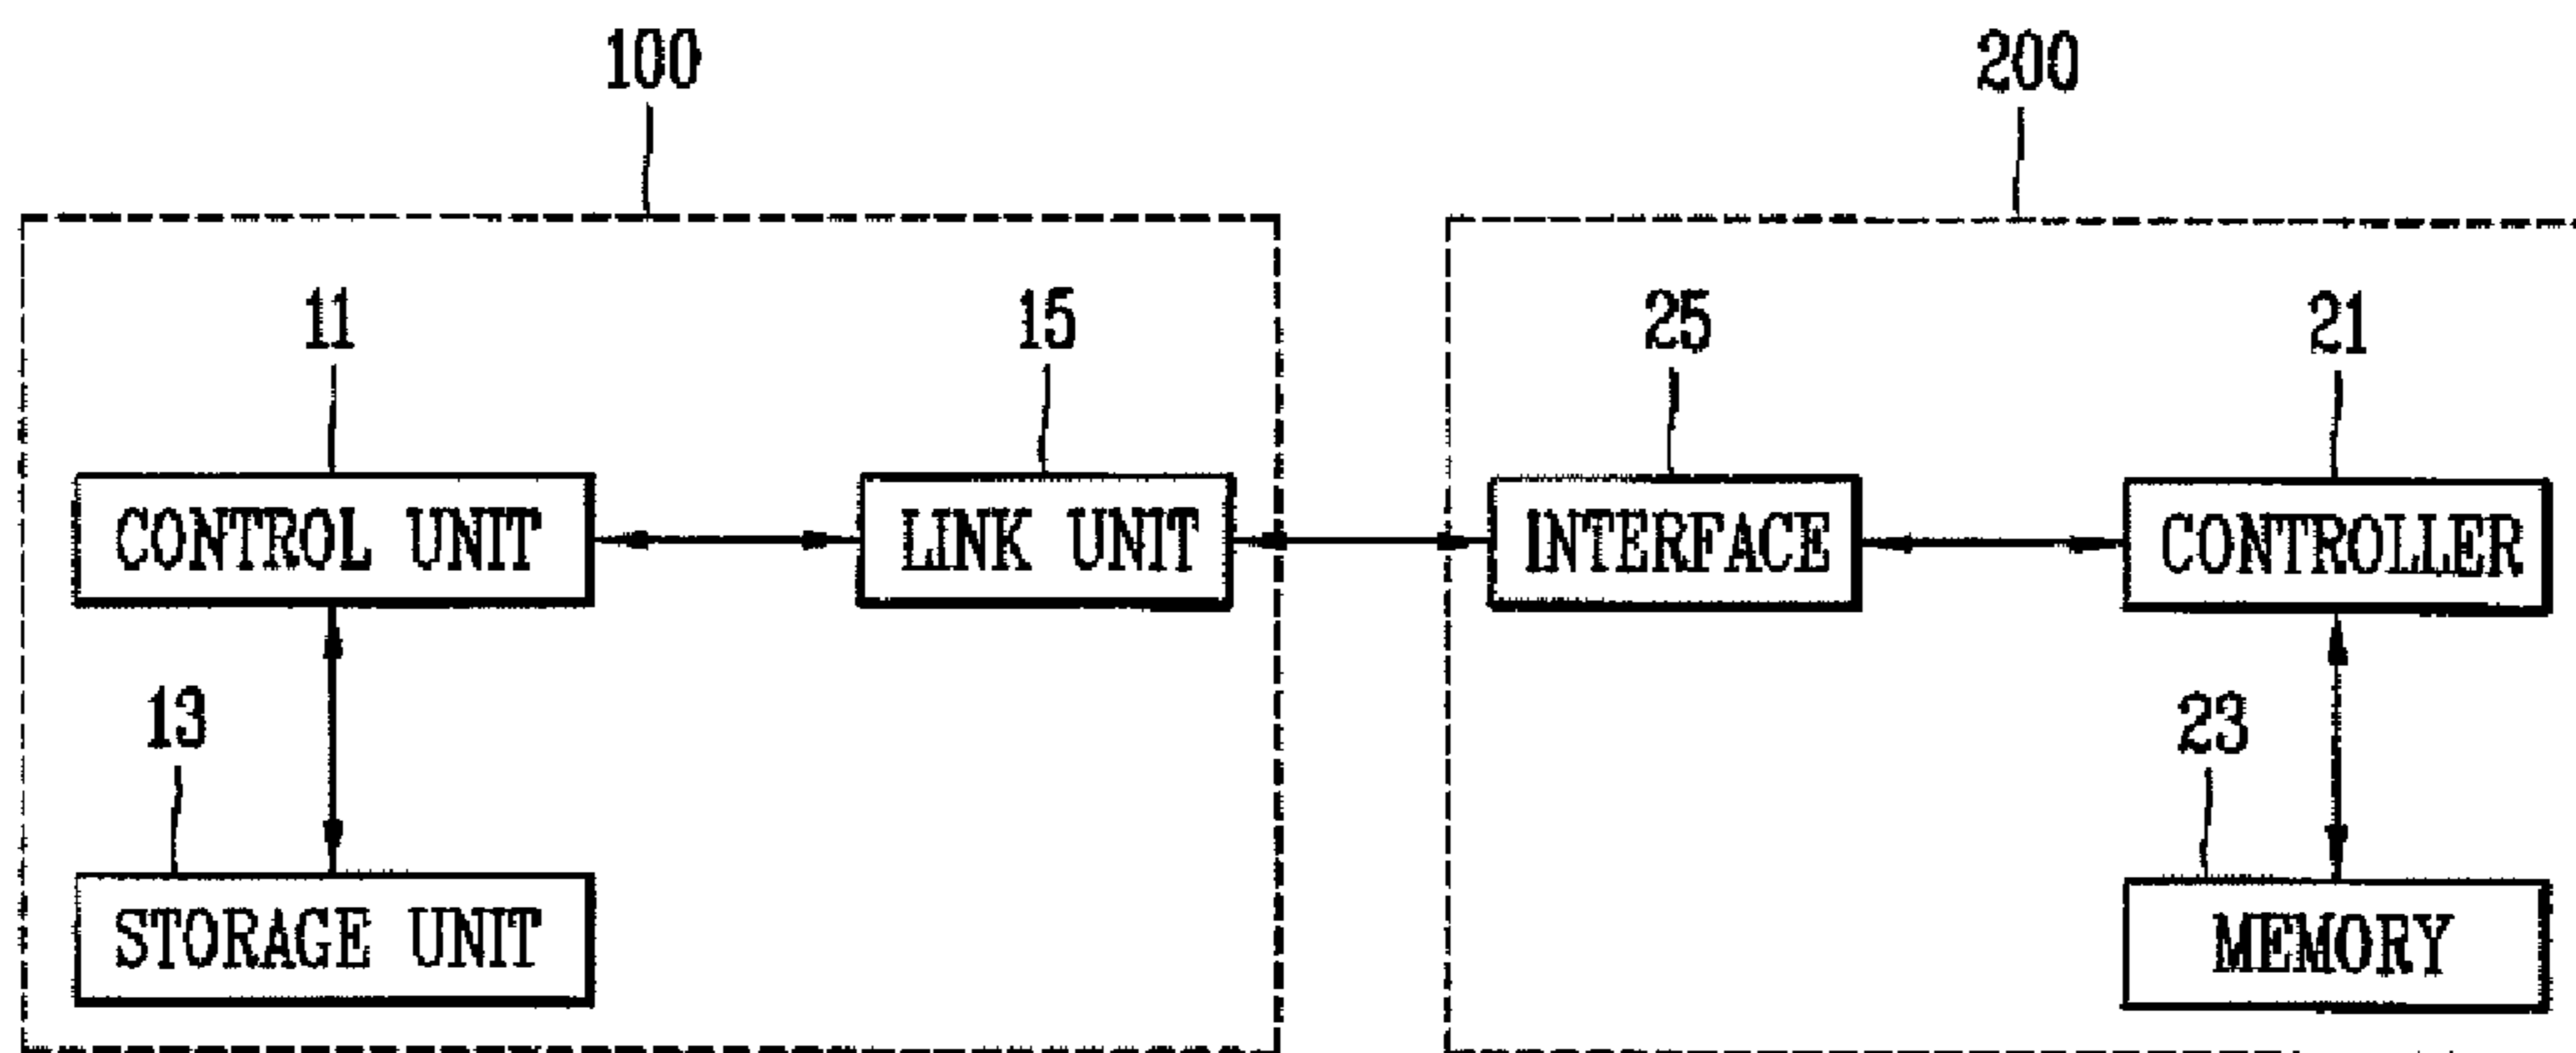 100 200
11 15 25 21
CONTROL UNIT LINK UNIT INTERFACE CONTROLLER
13 23
STORAGE UNIT MEMORY